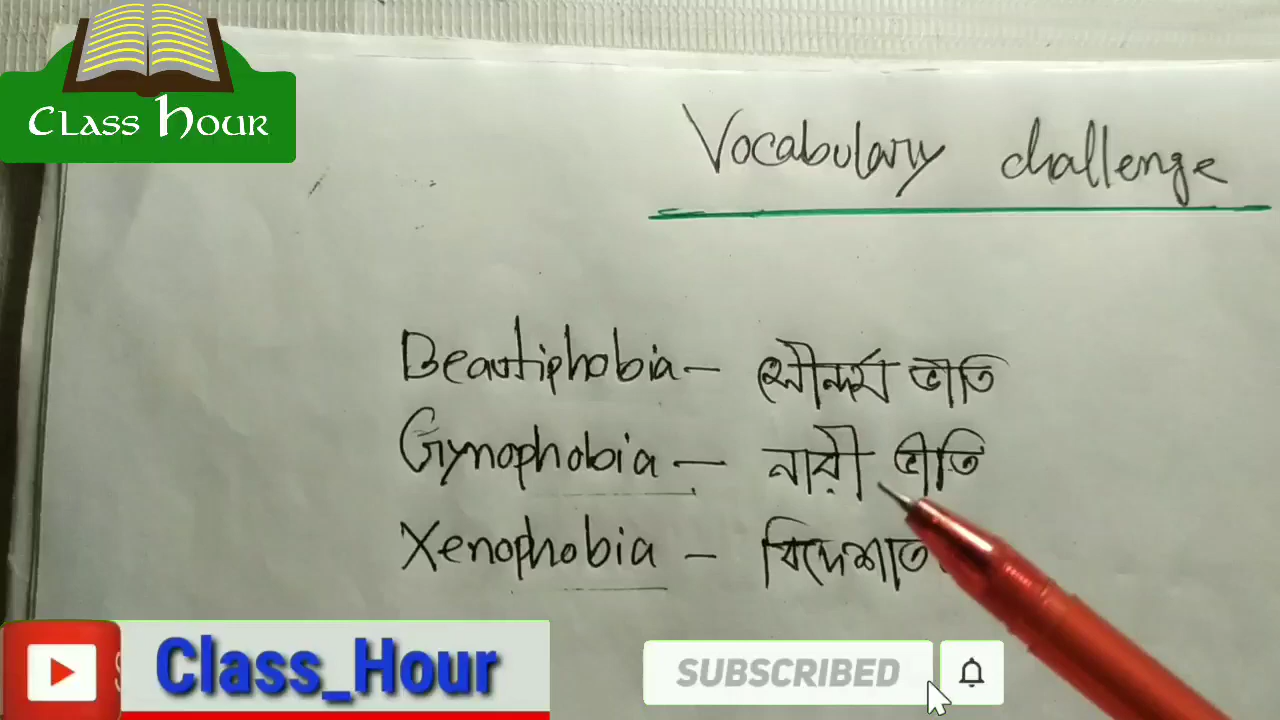 Class Hour
Vocabulary challenge
Beautiphobia — সৌন্দর্য ভীতি
Gynophobia — নারী ভীতি
Xenophobia — বিদেশাত
Class_Hour
SUBSCRIBED